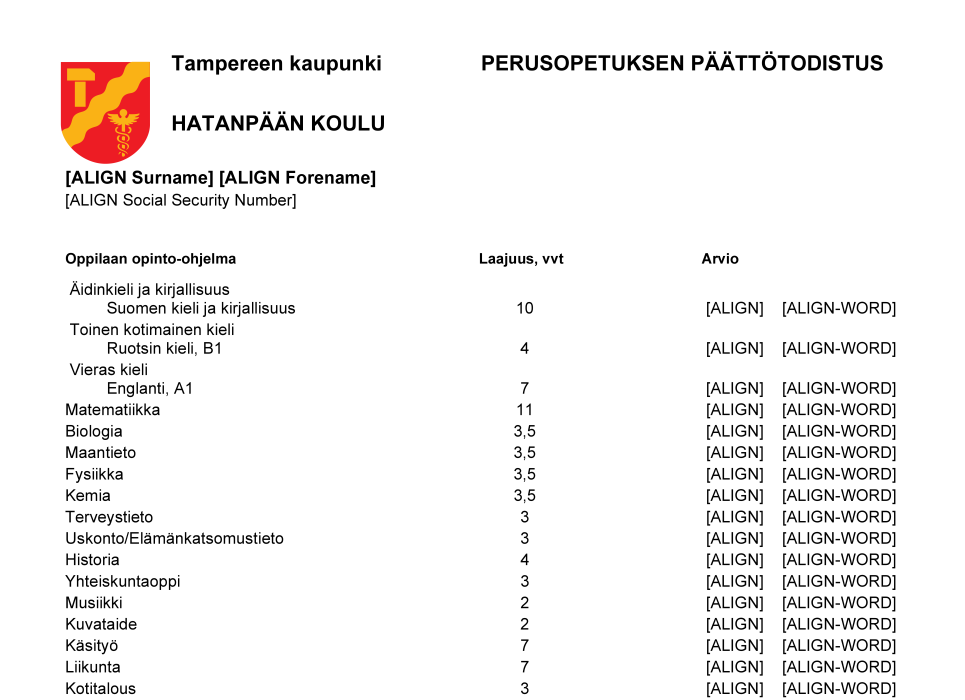 Tampereen kaupunki PERUSOPETUKSEN PÄÄTTÖTODISTUS
HATANPÄÄN KOULU
[ALIGN Surname] [ALIGN Forename]
[ALIGN Social Security Number]
Oppilaan opinto-ohjelma Laajuus, vvt Arvio
Äidinkieli ja kirjallisuus
Suomen kieli ja kirjallisuus 10 [ALIGN] [ALIGN-WORD]
Toinen kotimainen kieli
Ruotsin kieli, B1 4 [ALIGN] [ALIGN-WORD]
Vieras kieli
Englanti, A1 7 [ALIGN] [ALIGN-WORD]
Matematiikka 11 [ALIGN] [ALIGN-WORD]
Biologia 3,5 [ALIGN] [ALIGN-WORD]
Maantieto 3,5 [ALIGN] [ALIGN-WORD]
Fysiikka 3,5 [ALIGN] [ALIGN-WORD]
Kemia 3,5 [ALIGN] [ALIGN-WORD]
Terveystieto 3 [ALIGN] [ALIGN-WORD]
Uskonto/Elämänkatsomustieto 3 [ALIGN] [ALIGN-WORD]
Historia 4 [ALIGN] [ALIGN-WORD]
Yhteiskuntaoppi 3 [ALIGN] [ALIGN-WORD]
Musiikki 2 [ALIGN] [ALIGN-WORD]
Kuvataide 2 [ALIGN] [ALIGN-WORD]
Käsityö 7 [ALIGN] [ALIGN-WORD]
Liikunta 7 [ALIGN] [ALIGN-WORD]
Kotitalous 3 [ALIGN] [ALIGN-WORD]